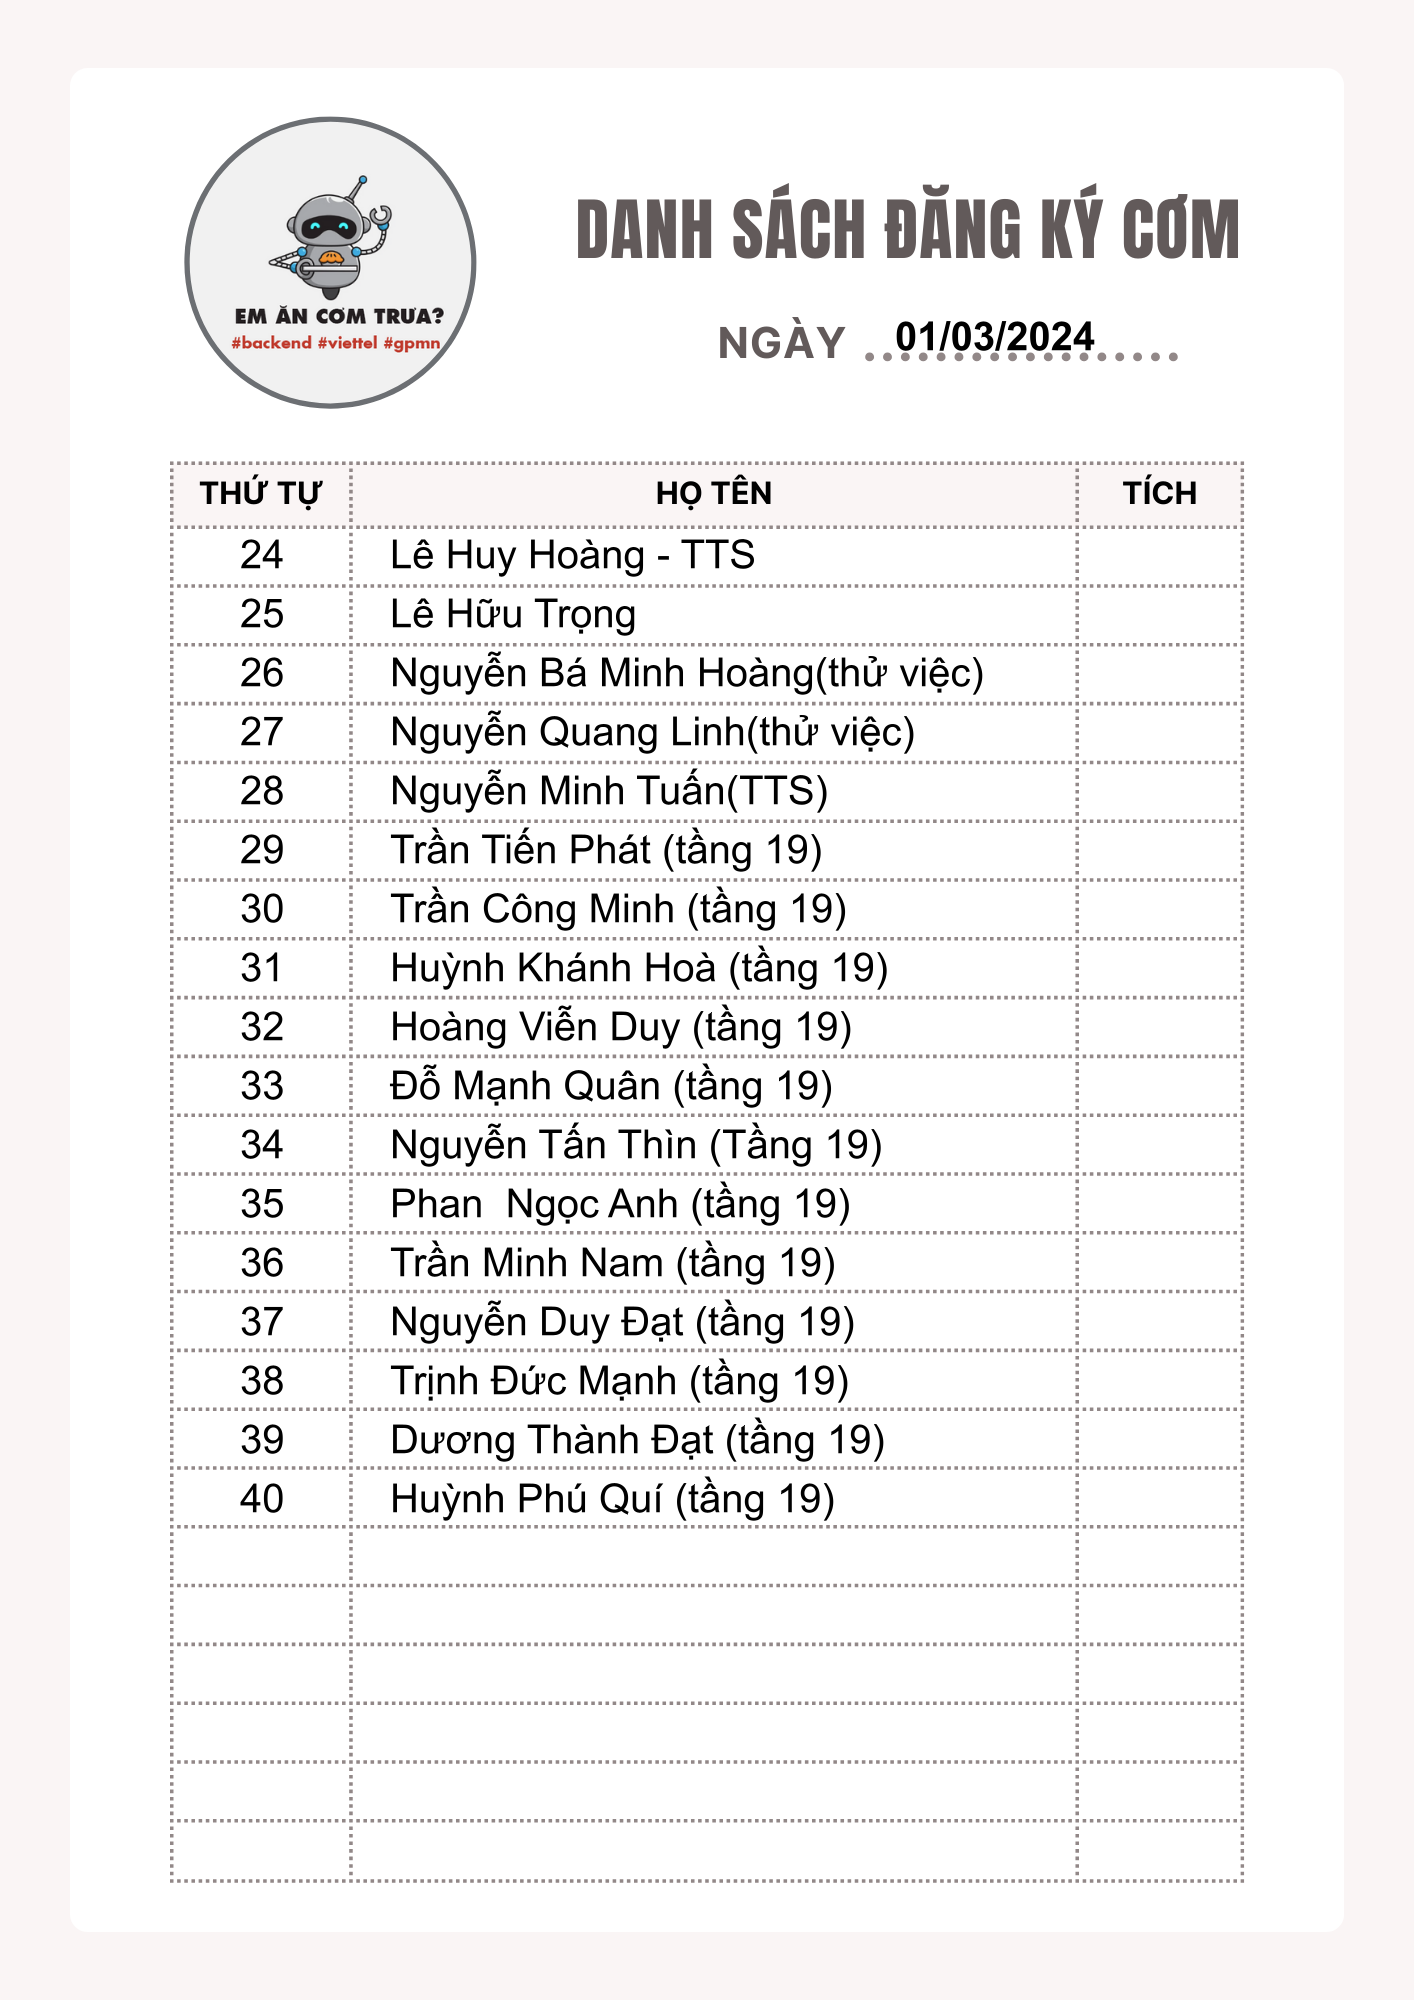 EM ĂN CƠM TRƯA?
#backend #viettel #gpmn
DANH SÁCH ĐĂNG KÝ CƠM
NGÀY 01/03/2024
THỨ TỰ HỌ TÊN TÍCH
24 Lê Huy Hoàng - TTS
25 Lê Hữu Trọng
26 Nguyễn Bá Minh Hoàng(thử việc)
27 Nguyễn Quang Linh(thử việc)
28 Nguyễn Minh Tuấn(TTS)
29 Trần Tiến Phát (tầng 19)
30 Trần Công Minh (tầng 19)
31 Huỳnh Khánh Hoà (tầng 19)
32 Hoàng Viễn Duy (tầng 19)
33 Đỗ Mạnh Quân (tầng 19)
34 Nguyễn Tấn Thìn (Tầng 19)
35 Phan  Ngọc Anh (tầng 19)
36 Trần Minh Nam (tầng 19)
37 Nguyễn Duy Đạt (tầng 19)
38 Trịnh Đức Mạnh (tầng 19)
39 Dương Thành Đạt (tầng 19)
40 Huỳnh Phú Quí (tầng 19)